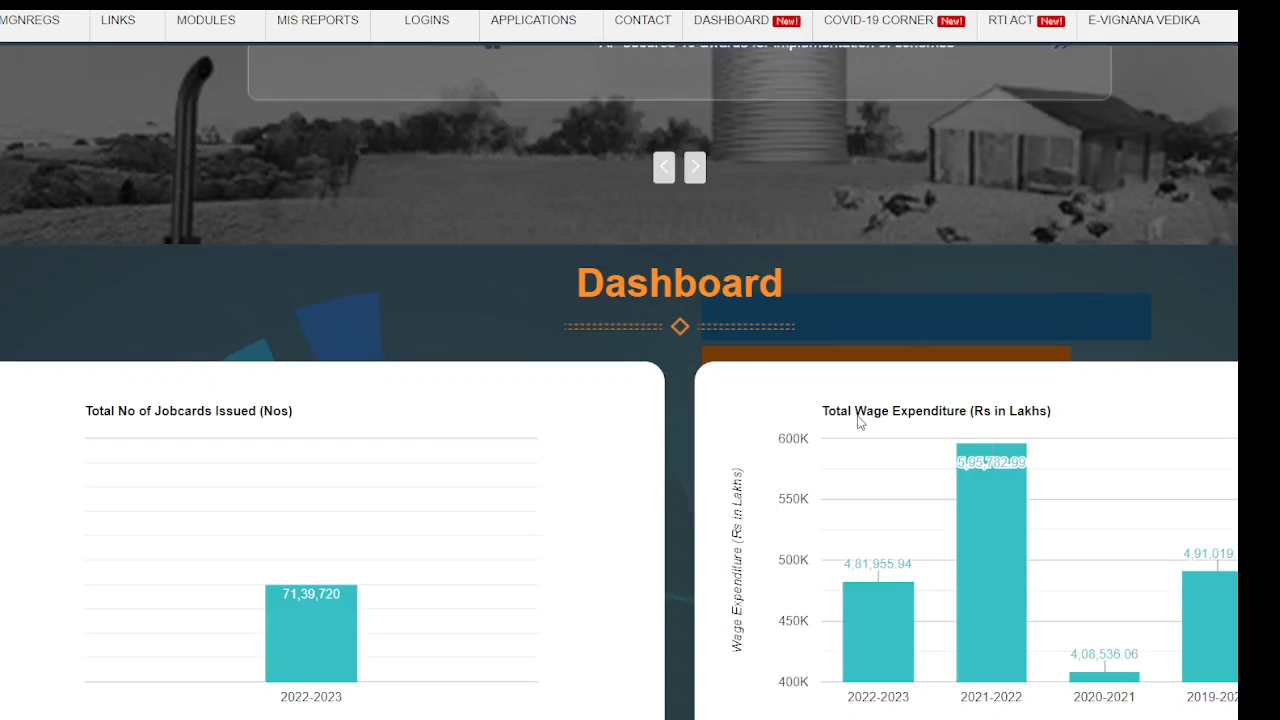 MGNREGS LINKS MODULES MIS REPORTS LOGINS APPLICATIONS CONTACT DASHBOARD New! COVID-19 CORNER New! RTI ACT New! E-VIGNANA VEDIKA
Dashboard
Total No of Jobcards Issued (Nos)
71,39,720
2022-2023
Total Wage Expenditure (Rs in Lakhs)
Wage Expenditure (Rs in Lakhs)
600K
550K
500K
450K
400K
4,81,955.94
5,95,782.99
4,08,536.06
4,91,019
2022-2023 2021-2022 2020-2021 2019-202